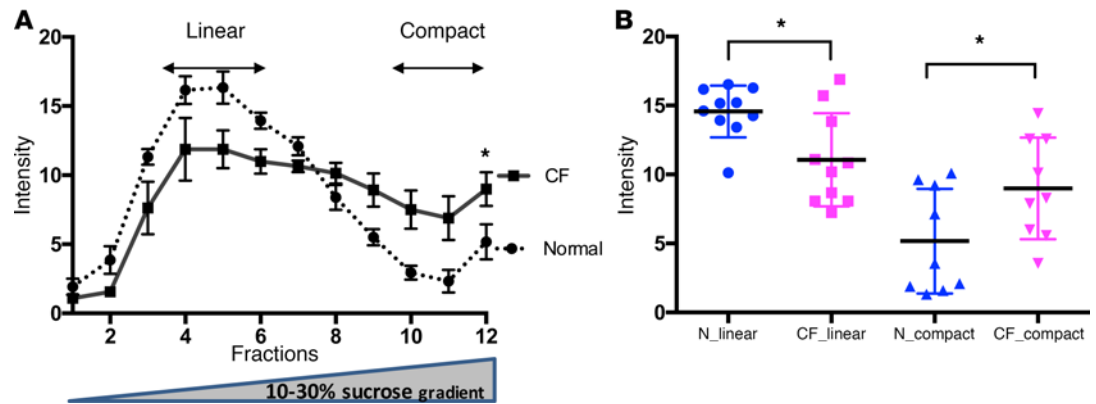 A
20
15
10
5
0
Intensity
Linear
Compact
*
CF
Normal
2 4 6 8 10 12
Fractions
10-30% sucrose gradient
B
20
15
10
5
0
Intensity
*
*
N_linear CF_linear N_compact CF_compact